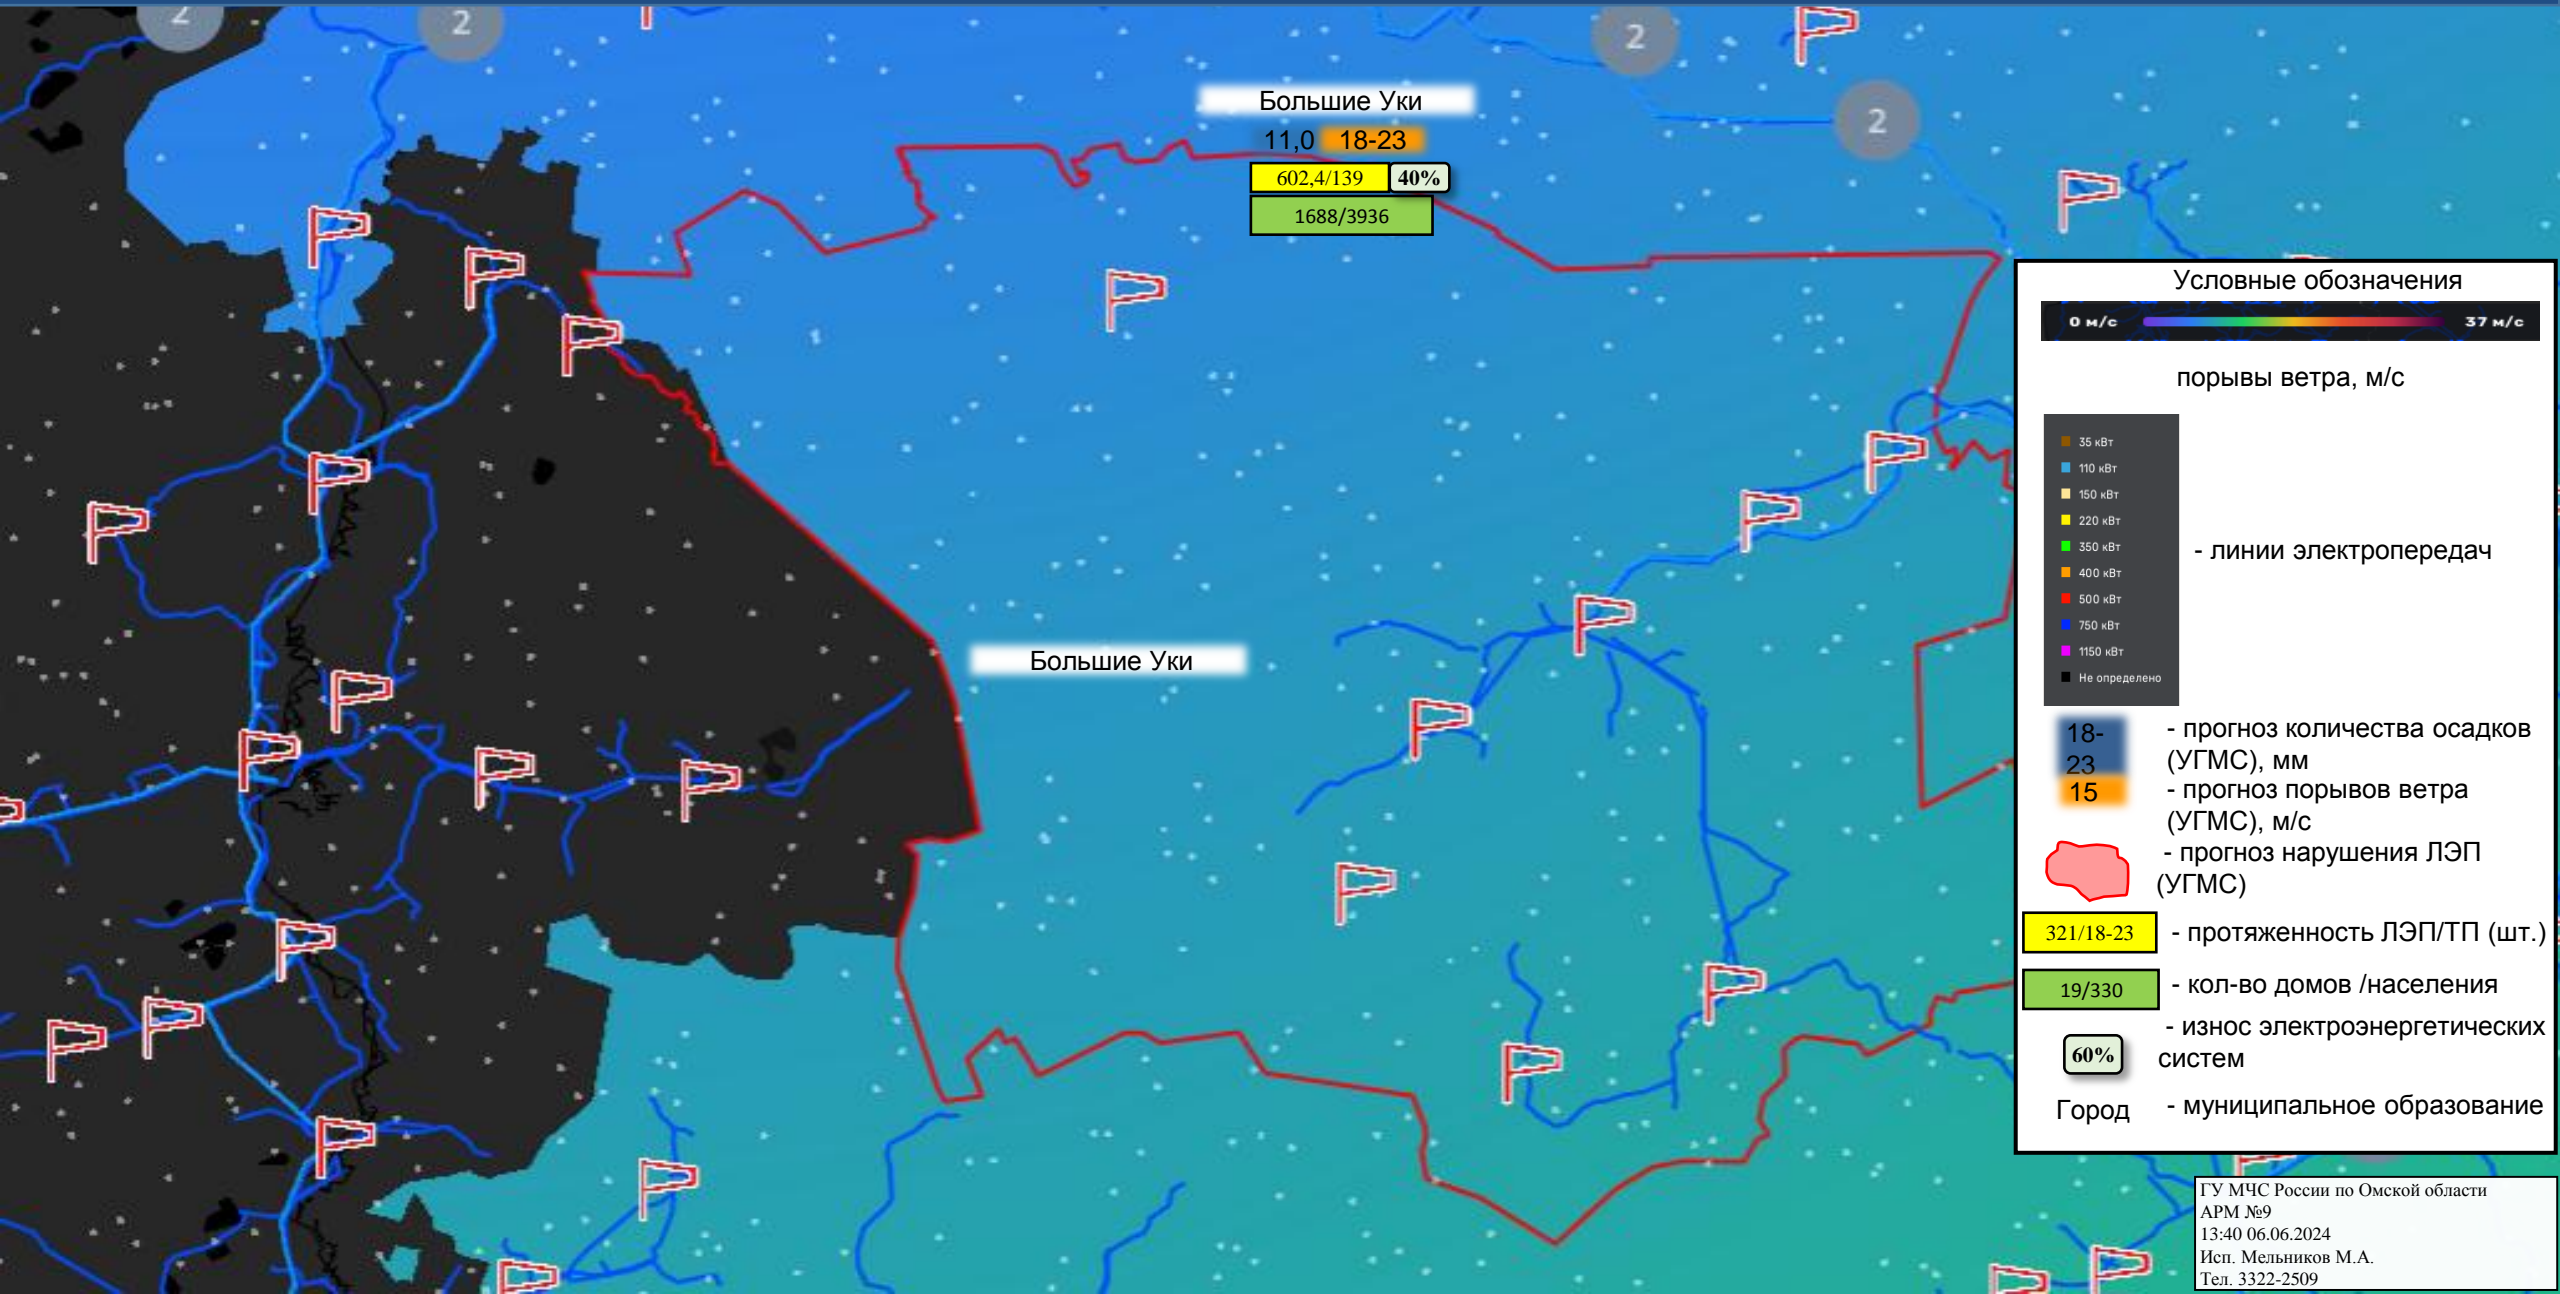 2
2
2
2
Большие Уки
11,0 18-23
602,4/139 40%
1688/3936
Большие Уки
Условные обозначения
0 м/с 37 м/с
порывы ветра, м/с
35 кВт
110 кВт
150 кВт
220 кВт
350 кВт
400 кВт
500 кВт
750 кВт
1150 кВт
Не определено
- линии электропередач
18-
23
- прогноз количества осадков
(УГМС), мм
15
- прогноз порывов ветра
(УГМС), м/с
- прогноз нарушения ЛЭП
(УГМС)
321/18-23 - протяженность ЛЭП/ТП (шт.)
19/330 - кол-во домов /населения
60%
- износ электроэнергетических
систем
Город - муниципальное образование
ГУ МЧС России по Омской области
АРМ №9
13:40 06.06.2024
Исп. Мельников М.А.
Тел. 3322-2509